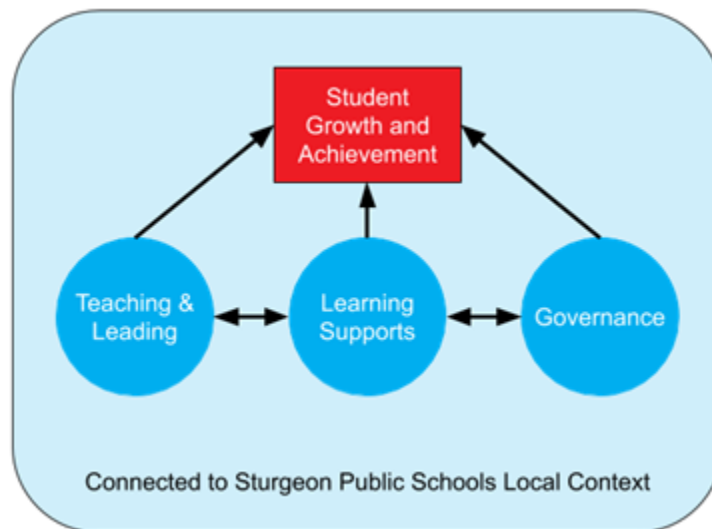 Student
Growth and
Achievement
Teaching &
Leading
Learning
Supports
Governance
Connected to Sturgeon Public Schools Local Context